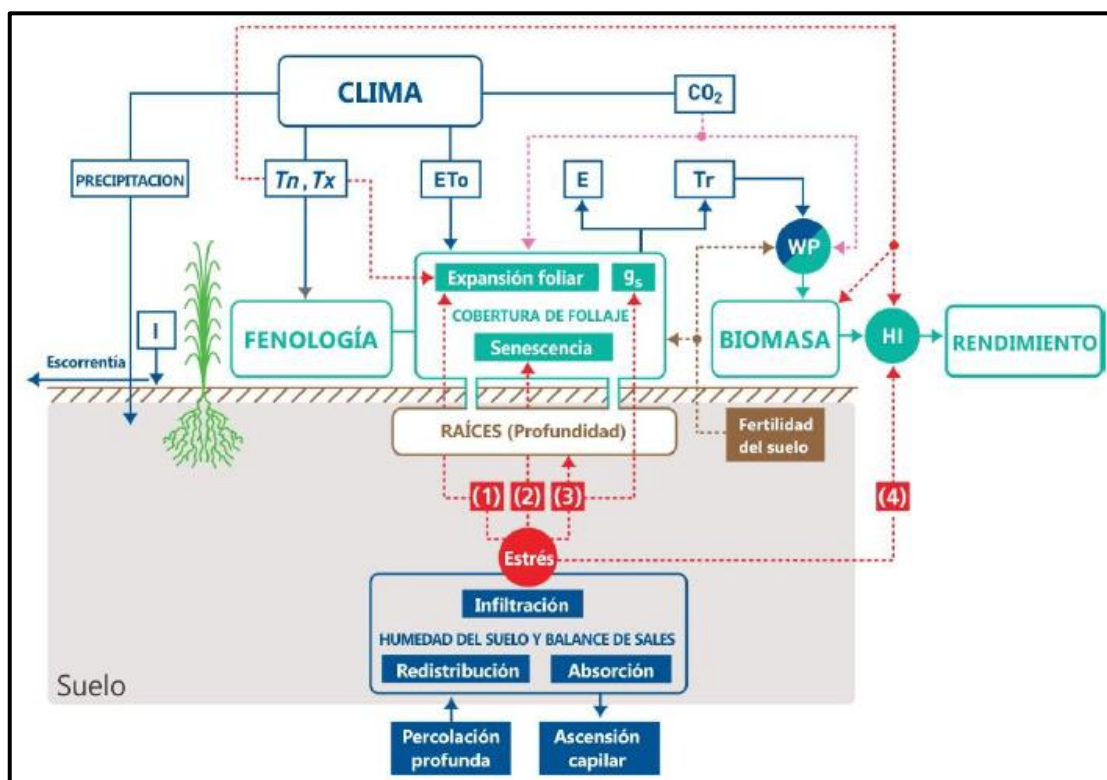 CLIMA
CO₂
PRECIPITACION
Tn, Tx
ETo
E
Tr
WP
Expansión foliar
gₛ
COBERTURA DE FOLLAJE
Senescencia
FENOLOGÍA
BIOMASA
HI
RENDIMIENTO
I
Escorrentía
RAÍCES (Profundidad)
Fertilidad
del suelo
(1)
(2)
(3)
(4)
Estrés
Infiltración
HUMEDAD DEL SUELO Y BALANCE DE SALES
Redistribución
Absorción
Suelo
Percolación
profunda
Ascensión
capilar